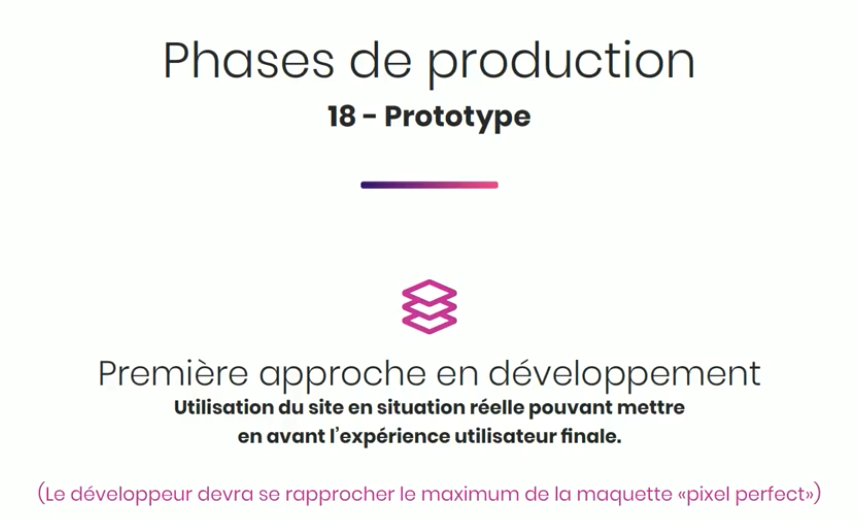 Phases de production
18 - Prototype
Première approche en développement
Utilisation du site en situation réelle pouvant mettre
en avant l'expérience utilisateur finale.
(Le développeur devra se rapprocher le maximum de la maquette «pixel perfect»)